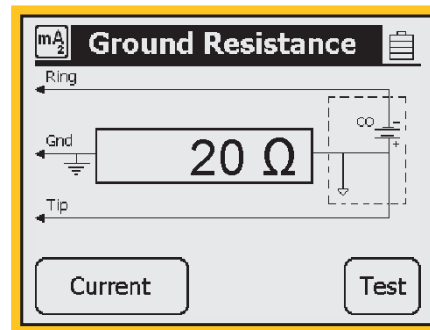 mA
2
Ground Resistance
Ring
CO
-
+
Gnd
20 Ω
Tip
Current
Test